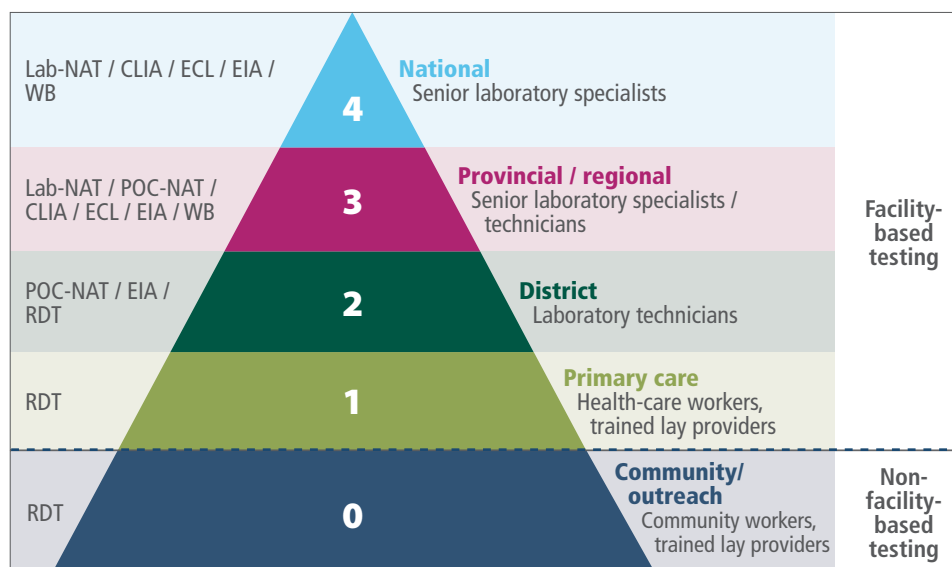 Lab-NAT / CLIA / ECL / EIA /
WB
4
National
Senior laboratory specialists
Lab-NAT / POC-NAT /
CLIA / ECL / EIA / WB
3
Provincial / regional
Senior laboratory specialists /
technicians
Facility-
based
testing
POC-NAT / EIA /
RDT
2
District
Laboratory technicians
RDT
1
Primary care
Health-care workers,
trained lay providers
RDT
0
Community/
outreach
Community workers,
trained lay providers
Non-
facility-
based
testing